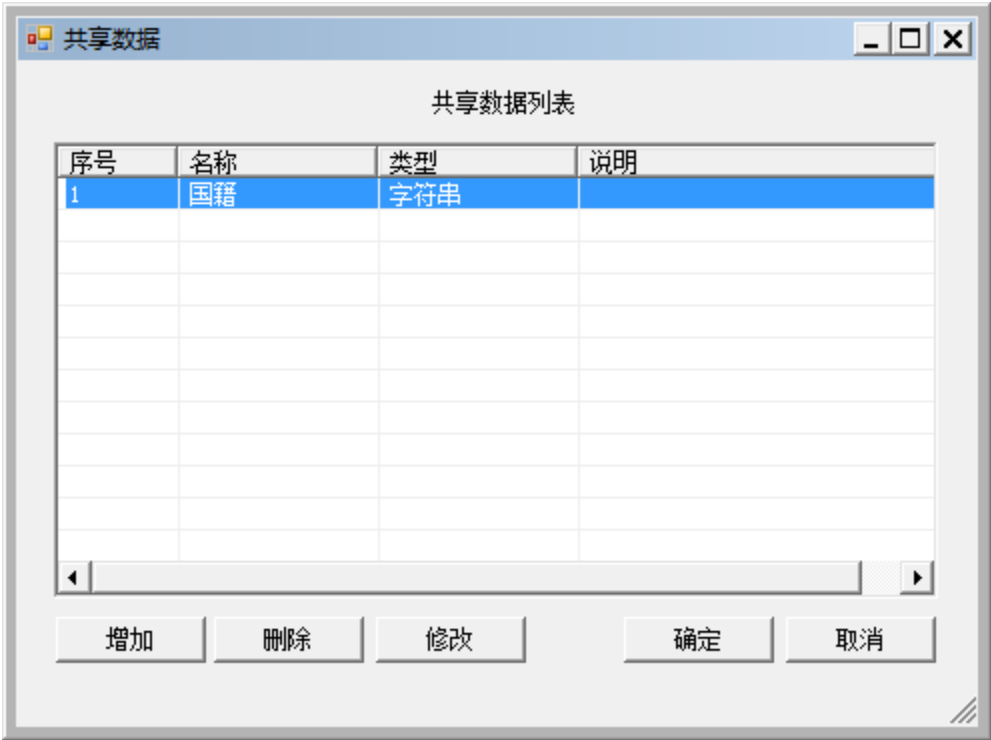 共享数据
共享数据列表
序号 名称 类型 说明
1 国籍 字符串
增加 删除 修改 确定 取消